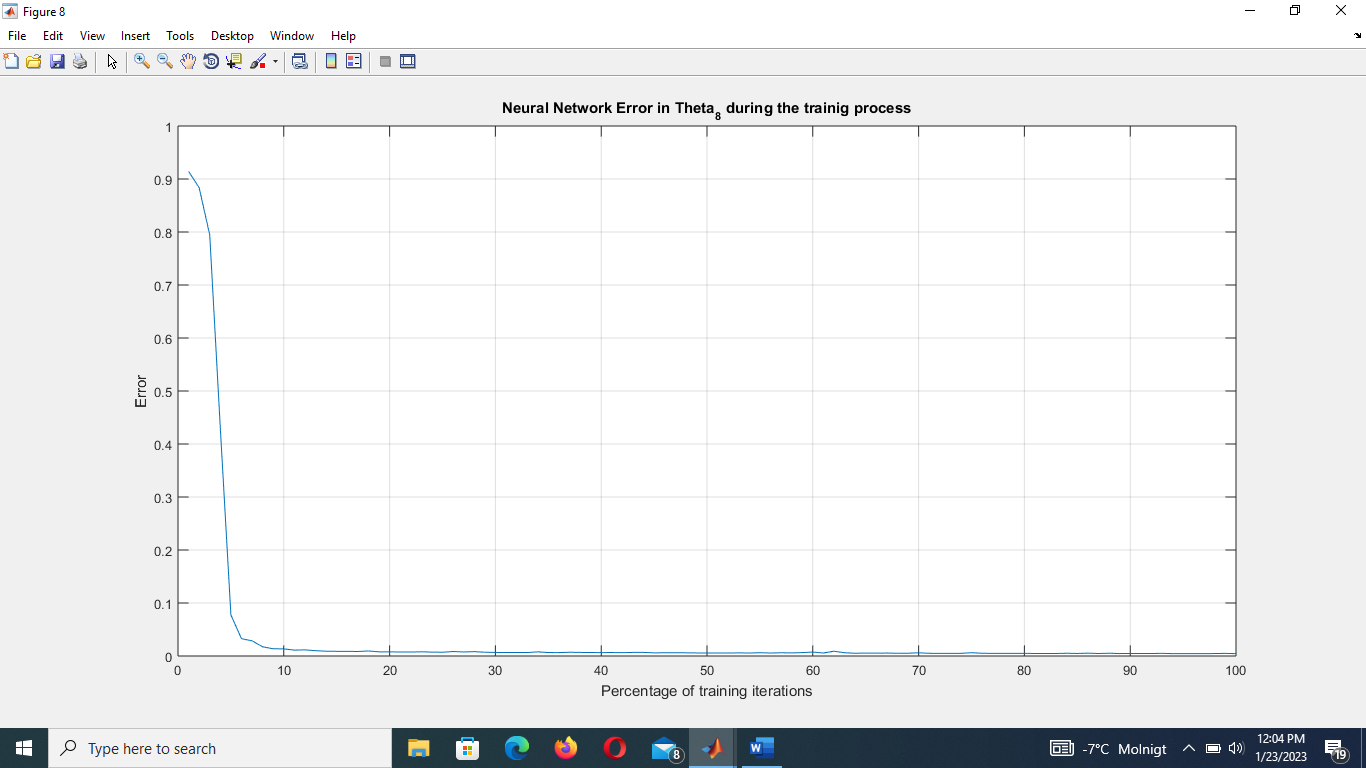 Figure 8
File Edit View Insert Tools Desktop Window Help
Neural Network Error in Theta8 during the trainig process
1
0.9
0.8
0.7
0.6
0.5
0.4
0.3
0.2
0.1
0
Error
0 10 20 30 40 50 60 70 80 90 100
Percentage of training iterations
Type here to search
8
W
-7°C Molnigt
12:04 PM
1/23/2023
19